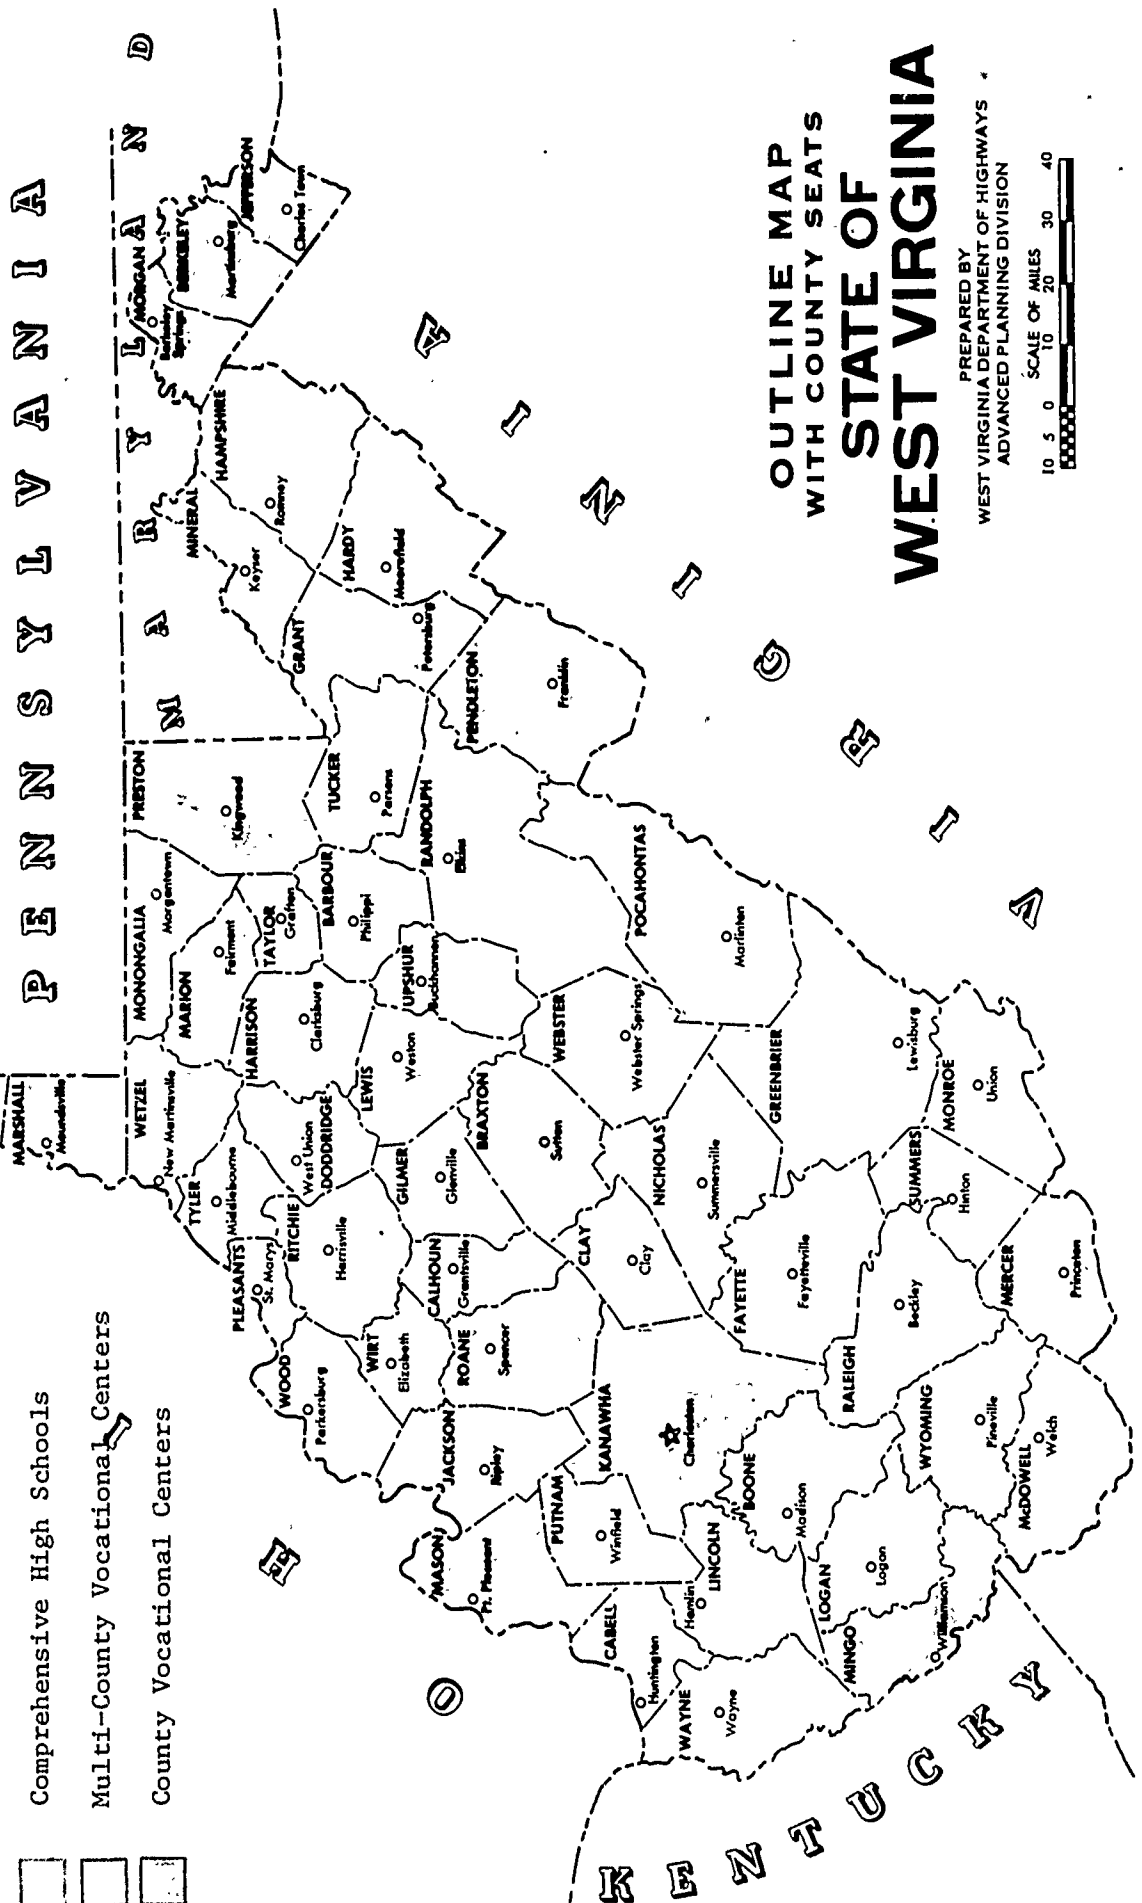 Comprehensive High Schools
Multi-County Vocational Centers
County Vocational Centers
PENNSYLVANIA
MARYLAND
OHI
KENTUCKY
VIRGINIA
MARSHALL
Moundsville
WETZEL
New Martinsville
MONONGALIA
Morgantown
PRESTON
Kingwood
MARION
Fairmont
TAYLOR
Grafton
TYLER
Middlebourne
PLEASANTS
St. Marys
RITCHIE
Harrisville
DODDRIDGE
West Union
HARRISON
Clarksburg
BARBOUR
Philippi
TUCKER
Parsons
GRANT
Petersburg
MINERAL
Keyser
HAMPSHIRE
Romney
HARDY
Moorefield
MORGAN
Berkeley
Springs
BERKELEY
Martinsburg
JEFFERSON
Charles Town
WOOD
Parkersburg
WIRT
Elizabeth
CALHOUN
Grantsville
GILMER
Glenville
LEWIS
Weston
UPSHUR
Buckhannon
RANDOLPH
Elkins
PENDLETON
Franklin
MASON
Pt. Pleasant
JACKSON
Ripley
ROANE
Spencer
BRAXTON
Sutton
WEBSTER
Webster Springs
POCAHONTAS
Marlinton
CABELL
Huntington
PUTNAM
Winfield
KANAWHA
Charleston
CLAY
Clay
NICHOLAS
Summersville
GREENBRIER
Lewisburg
WAYNE
Wayne
LINCOLN
Hamlin
BOONE
Madison
FAYETTE
Fayetteville
LOGAN
Logan
MINGO
Williamson
RALEIGH
Beckley
SUMMERS
Hinton
MONROE
Union
WYOMING
Pineville
MERCER
Princeton
McDOWELL
Welch
OUTLINE MAP
WITH COUNTY SEATS
STATE OF
WEST VIRGINIA
PREPARED BY
WEST VIRGINIA DEPARTMENT OF HIGHWAYS
ADVANCED PLANNING DIVISION
SCALE OF MILES
10 5 0 10 20 30 40